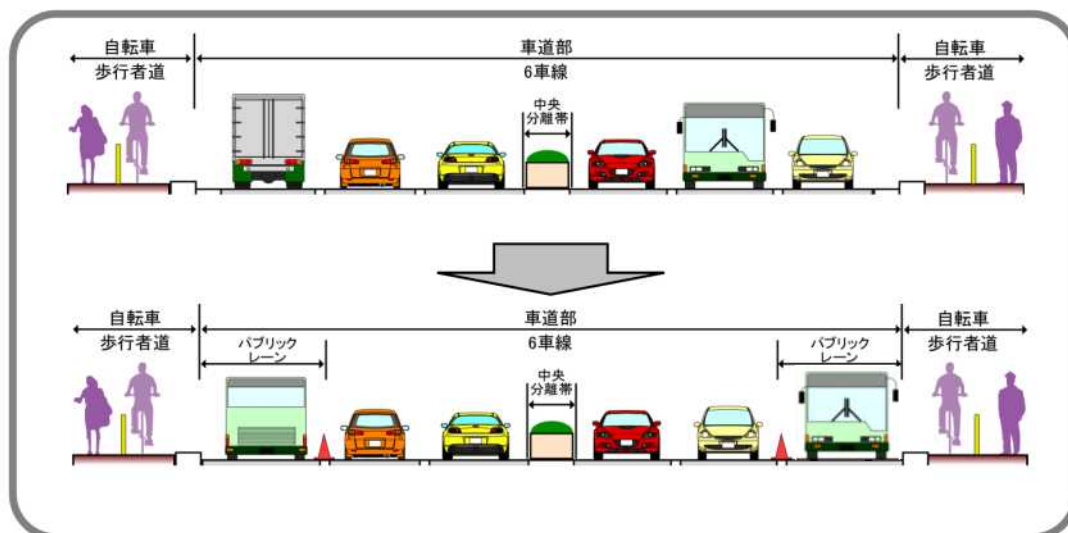 自転車
歩行者道
車道部
6車線
自転車
歩行者道
中央
分離帯
自転車
歩行者道
車道部
6車線
自転車
歩行者道
パブリック
レーン
中央
分離帯
パブリック
レーン